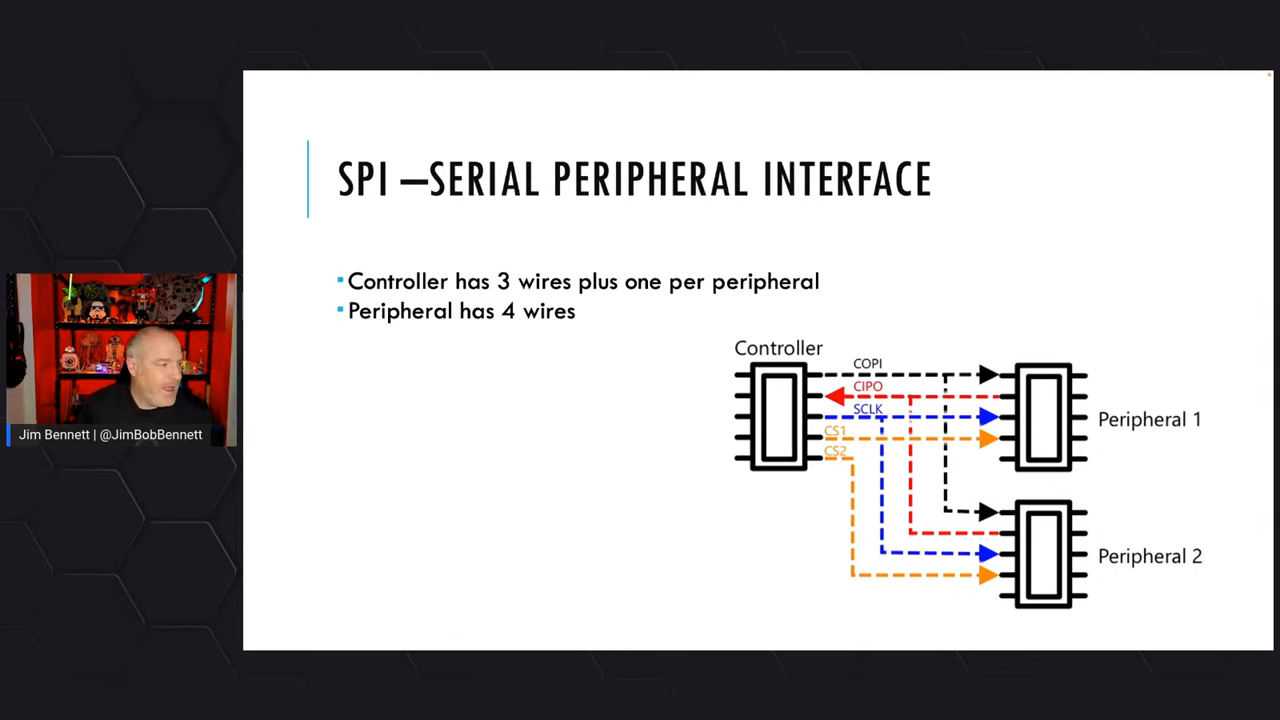 SPI –SERIAL PERIPHERAL INTERFACE
Controller has 3 wires plus one per peripheral
Peripheral has 4 wires
Controller
COPI
CIPO
SCLK
CS1
CS2
Peripheral 1
Peripheral 2
Jim Bennett | @JimBobBennett